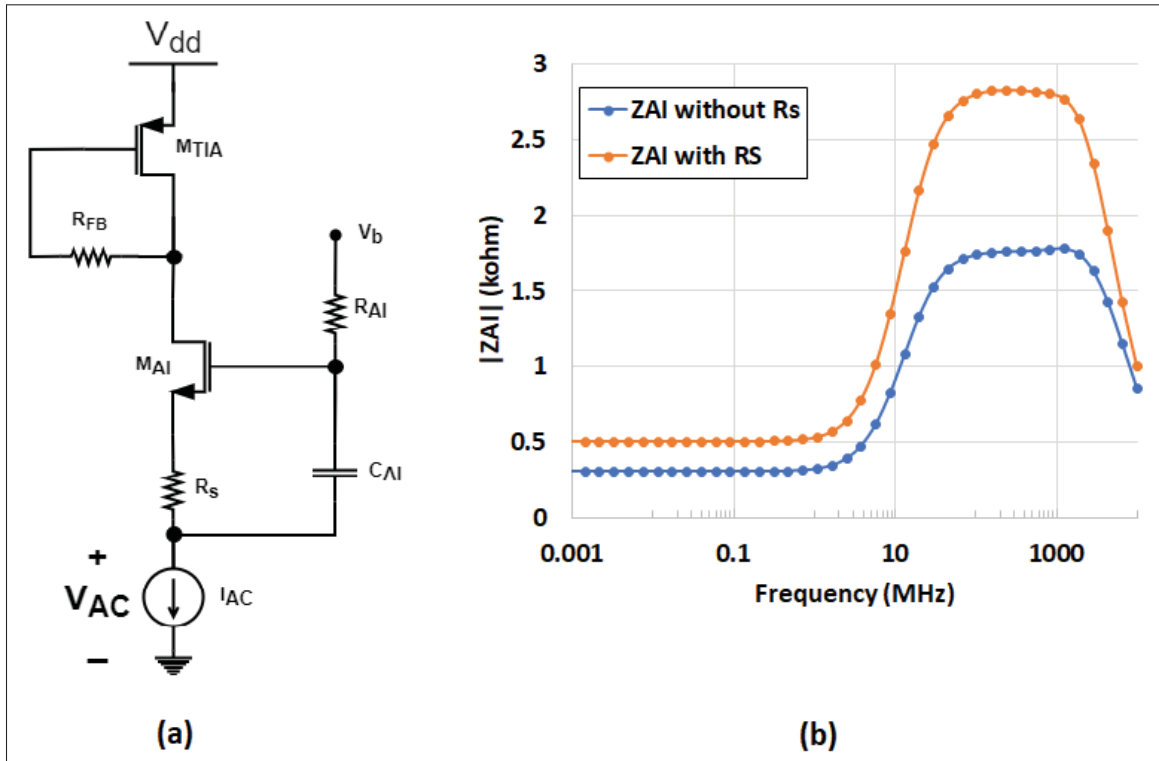 Vdd
MTIA
RFB
Vb
RAI
MAI
CAI
Rs
+
VAC
IAC
−
(a)
3
2.5
2
1.5
1
0.5
0
|ZAI| (kohm)
ZAI without Rs
ZAI with RS
0.001 0.1 10 1000
Frequency (MHz)
(b)